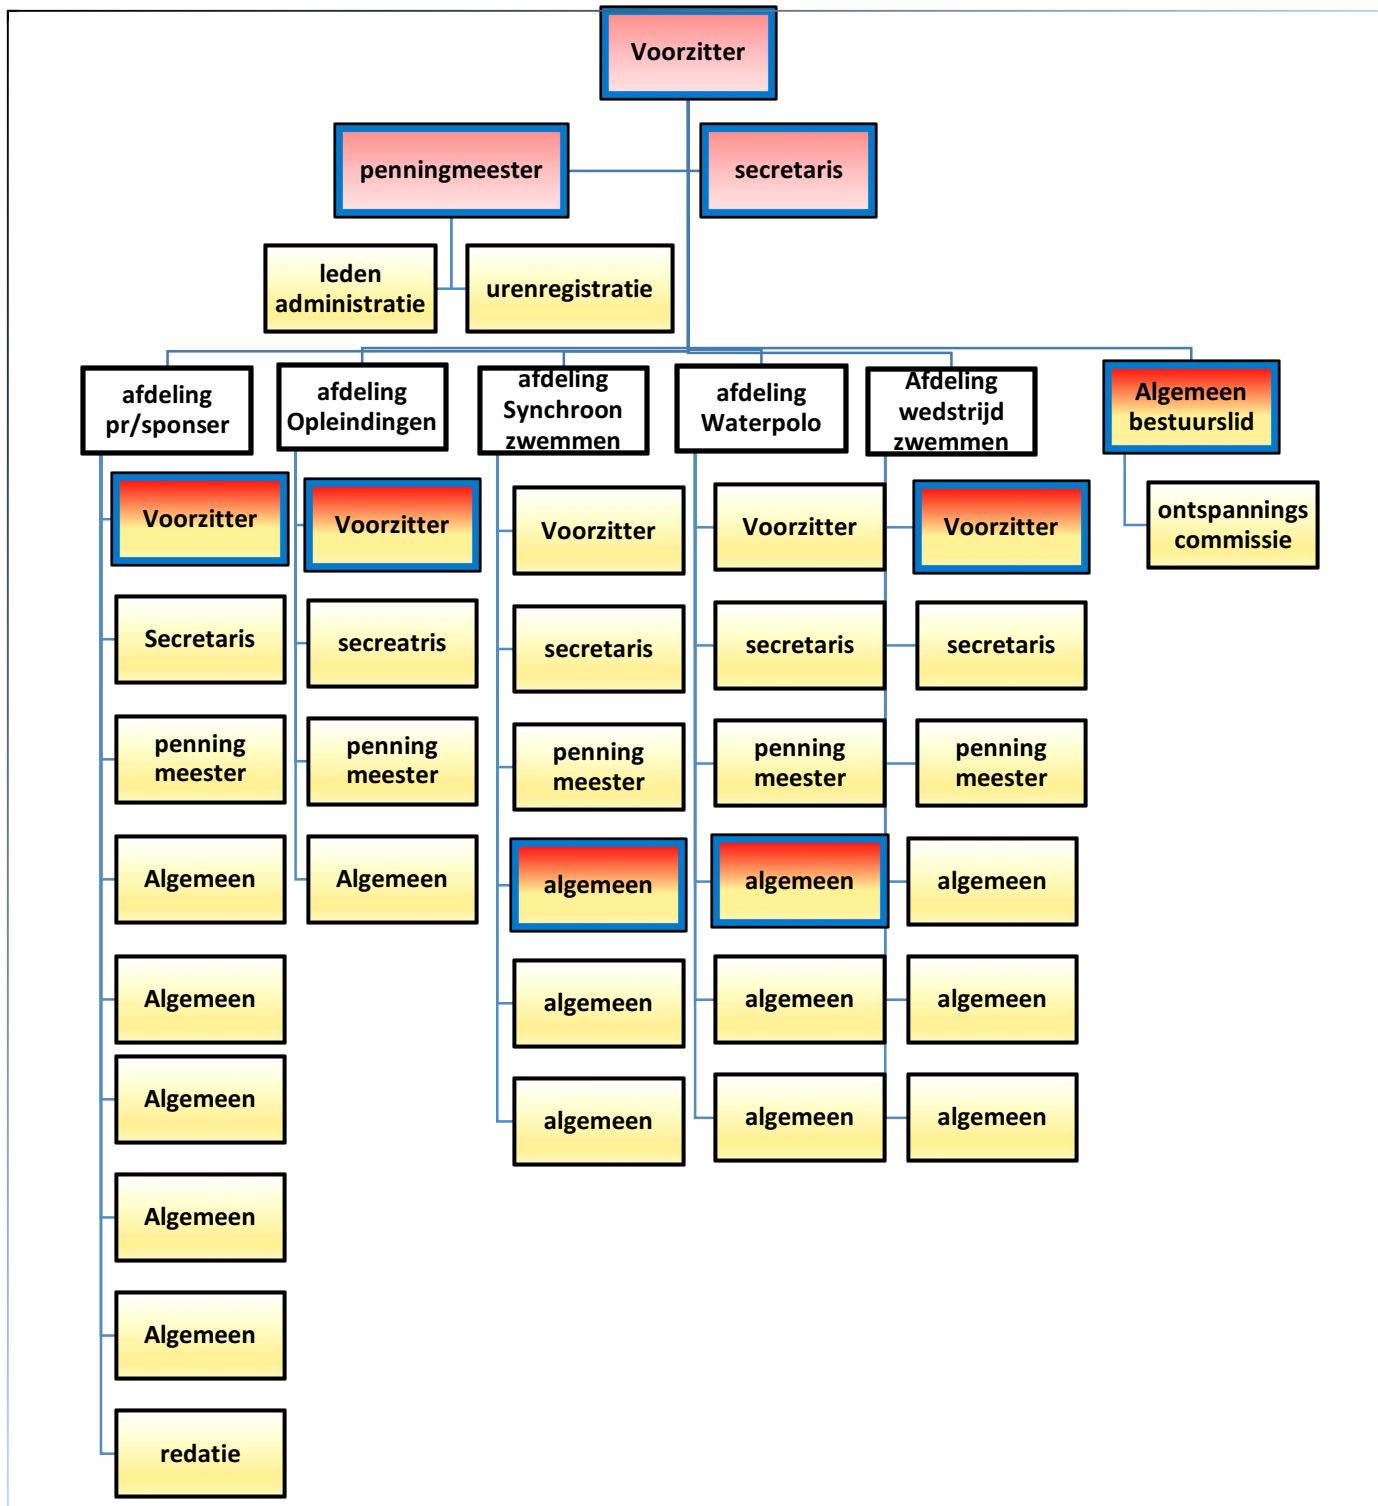 Voorzitter
penningmeester
secretaris
leden
administratie
urenregistratie
afdeling
pr/sponser
afdeling
Opleindingen
afdeling
Synchroon
zwemmen
afdeling
Waterpolo
Afdeling
wedstrijd
zwemmen
Algemeen
bestuurslid
Voorzitter
Secretaris
penning
meester
Algemeen
Algemeen
Algemeen
Algemeen
Algemeen
redatie
Voorzitter
secreatris
penning
meester
Algemeen
Voorzitter
secretaris
penning
meester
algemeen
algemeen
algemeen
Voorzitter
secretaris
penning
meester
algemeen
algemeen
algemeen
Voorzitter
secretaris
penning
meester
algemeen
algemeen
algemeen
ontspannings
commissie